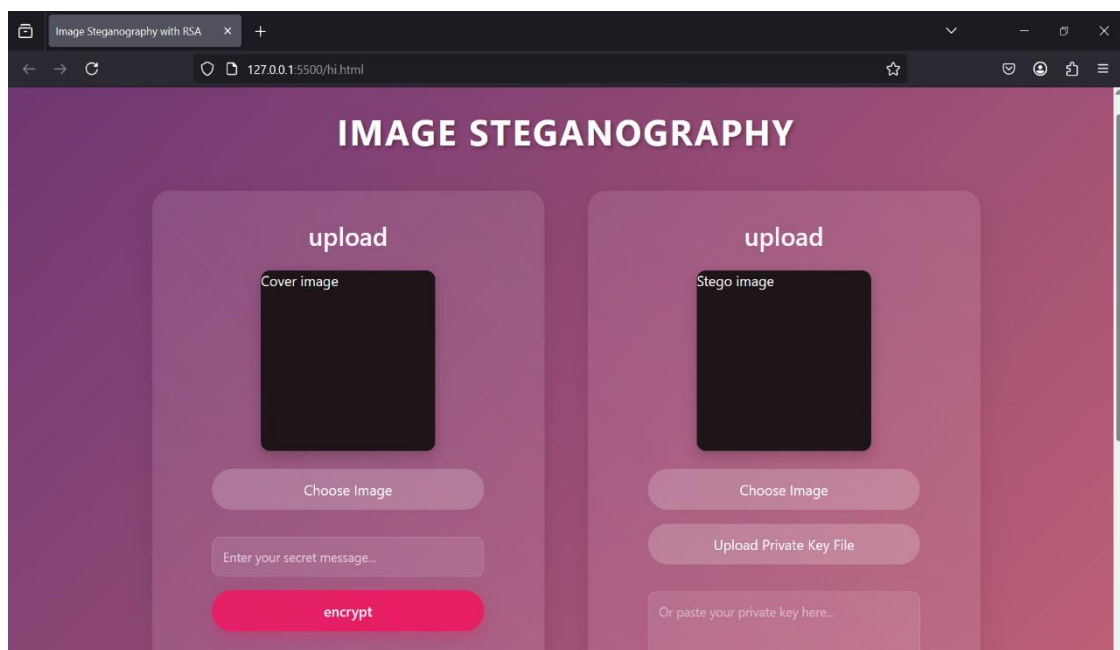 Image Steganography with RSA
127.0.0.1:5500/hi.html
IMAGE STEGANOGRAPHY
upload
Cover image
Choose Image
Enter your secret message...
encrypt
upload
Stego image
Choose Image
Upload Private Key File
Or paste your private key here...